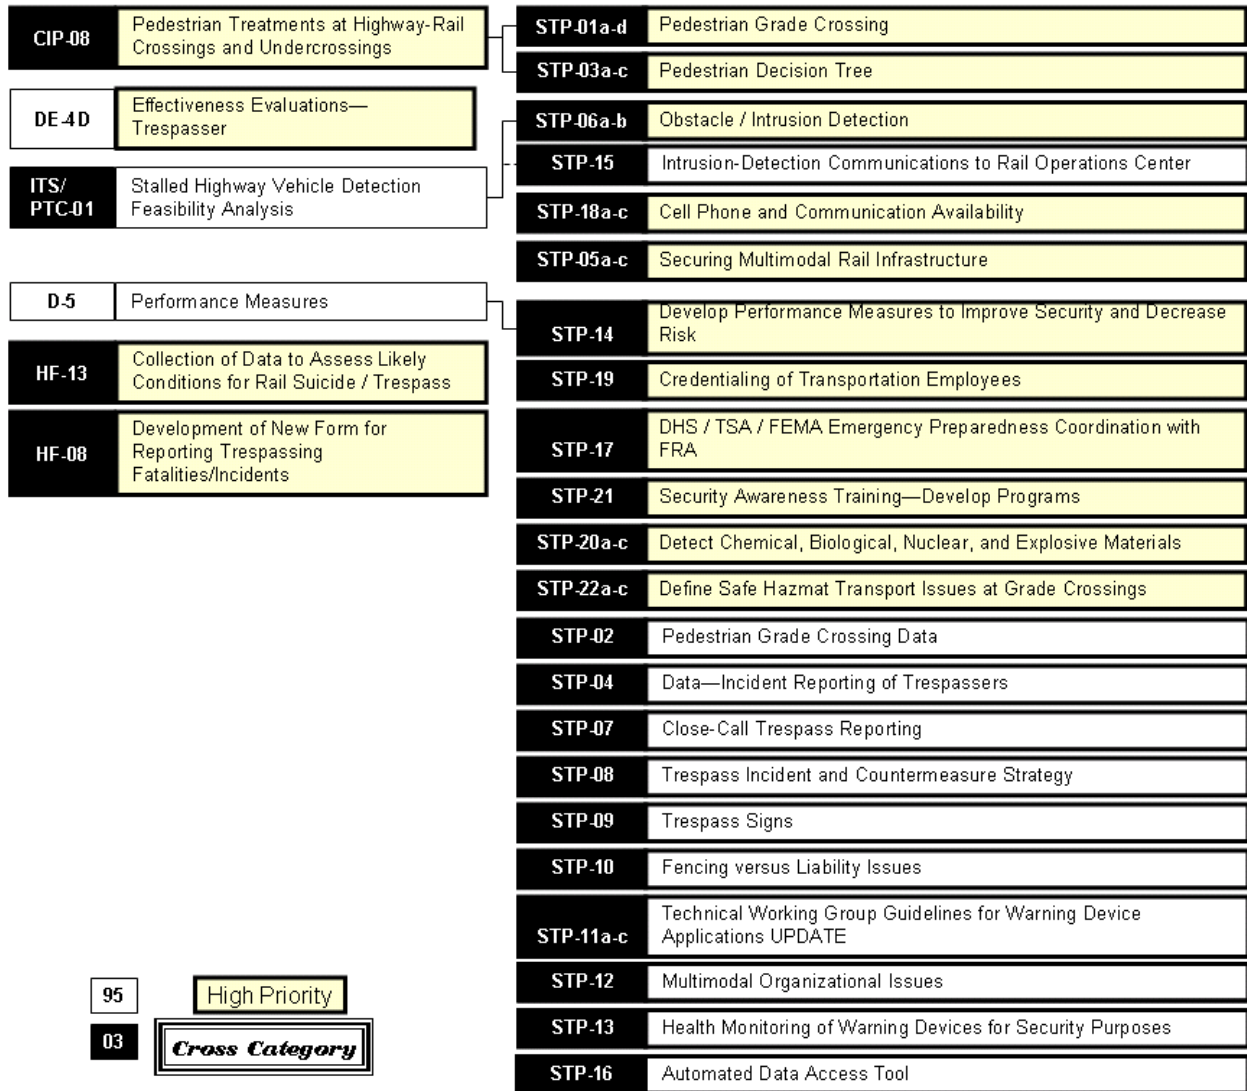 CIP-08
Pedestrian Treatments at Highway-Rail
Crossings and Undercrossings
DE-4D
Effectiveness Evaluations—
Trespasser
ITS/
PTC-01
Stalled Highway Vehicle Detection
Feasibility Analysis
D-5
Performance Measures
HF-13
Collection of Data to Assess Likely
Conditions for Rail Suicide / Trespass
HF-08
Development of New Form for
Reporting Trespassing
Fatalities/Incidents
95
High Priority
03
Cross Category
STP-01a-d
Pedestrian Grade Crossing
STP-03a-c
Pedestrian Decision Tree
STP-06a-b
Obstacle / Intrusion Detection
STP-15
Intrusion-Detection Communications to Rail Operations Center
STP-18a-c
Cell Phone and Communication Availability
STP-05a-c
Securing Multimodal Rail Infrastructure
STP-14
Develop Performance Measures to Improve Security and Decrease
Risk
STP-19
Credentialing of Transportation Employees
STP-17
DHS / TSA / FEMA Emergency Preparedness Coordination with
FRA
STP-21
Security Awareness Training—Develop Programs
STP-20a-c
Detect Chemical, Biological, Nuclear, and Explosive Materials
STP-22a-c
Define Safe Hazmat Transport Issues at Grade Crossings
STP-02
Pedestrian Grade Crossing Data
STP-04
Data—Incident Reporting of Trespassers
STP-07
Close-Call Trespass Reporting
STP-08
Trespass Incident and Countermeasure Strategy
STP-09
Trespass Signs
STP-10
Fencing versus Liability Issues
STP-11a-c
Technical Working Group Guidelines for Warning Device
Applications UPDATE
STP-12
Multimodal Organizational Issues
STP-13
Health Monitoring of Warning Devices for Security Purposes
STP-16
Automated Data Access Tool